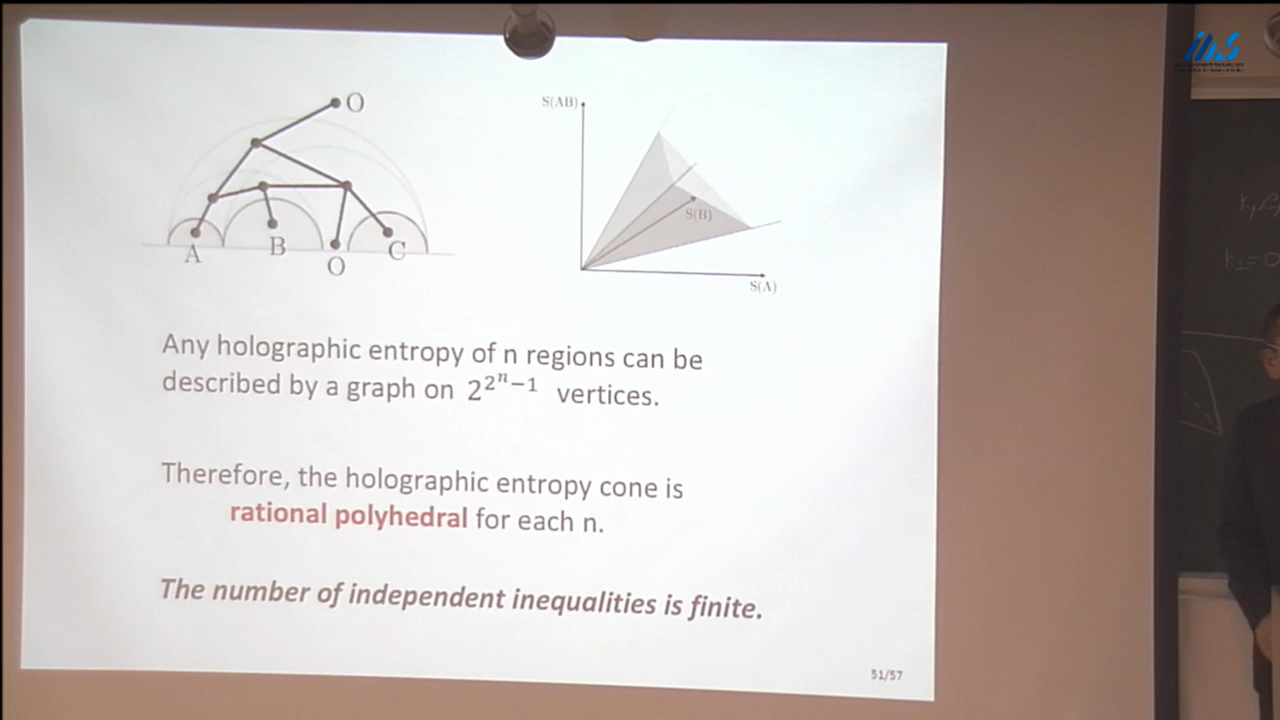 O
A
B
O
C
S(AB)
S(B)
S(A)
Any holographic entropy of n regions can be
described by a graph on 2^{2^n-1} vertices.
Therefore, the holographic entropy cone is
rational polyhedral for each n.
The number of independent inequalities is finite.
51/57